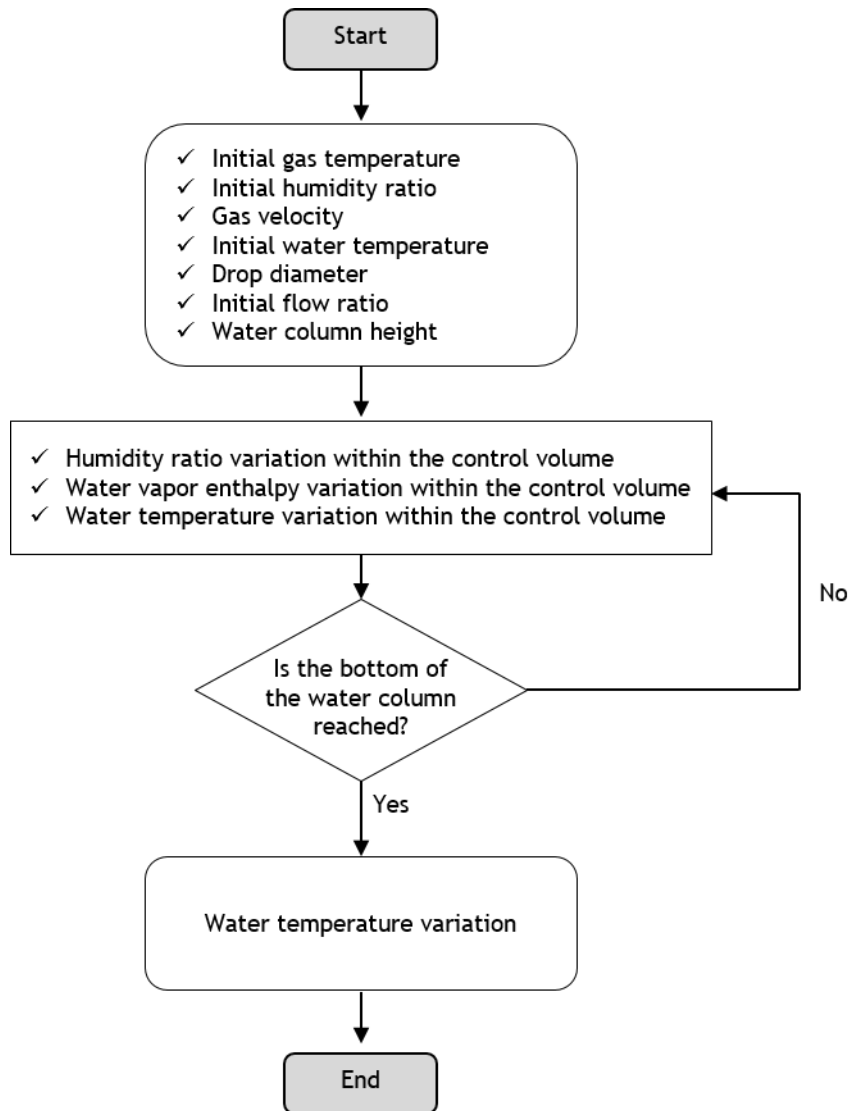 Start
✓ Initial gas temperature
✓ Initial humidity ratio
✓ Gas velocity
✓ Initial water temperature
✓ Drop diameter
✓ Initial flow ratio
✓ Water column height
✓ Humidity ratio variation within the control volume
✓ Water vapor enthalpy variation within the control volume
✓ Water temperature variation within the control volume
No
Is the bottom of
the water column
reached?
Yes
Water temperature variation
End